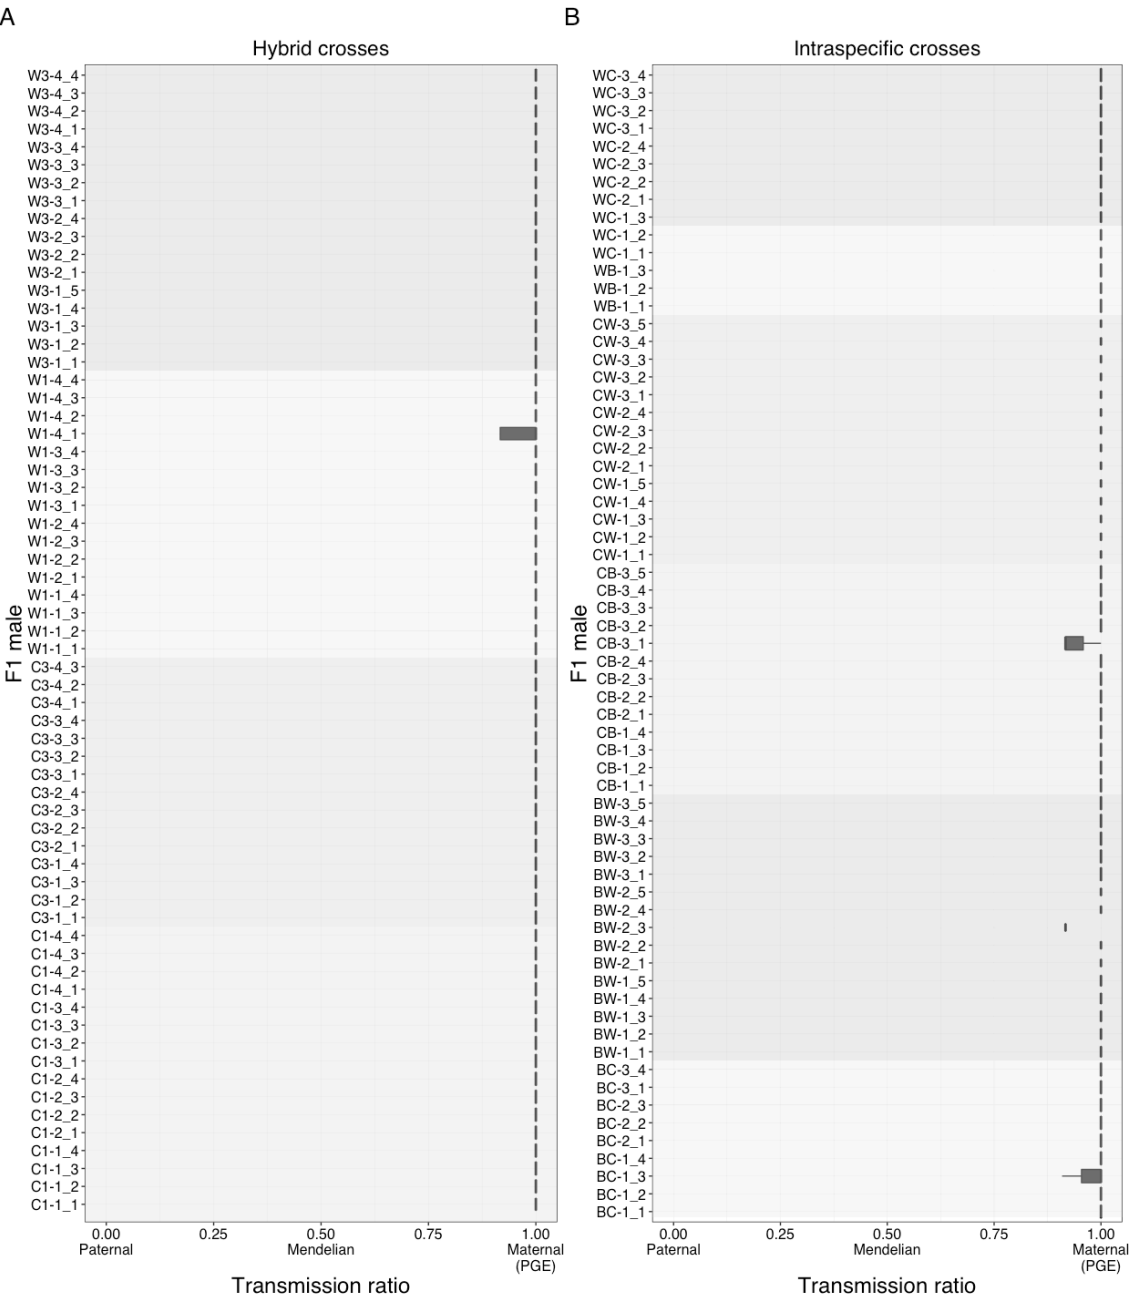 A
Hybrid crosses
W3-4_4
W3-4_3
W3-4_2
W3-4_1
W3-3_4
W3-3_3
W3-3_2
W3-3_1
W3-2_4
W3-2_3
W3-2_2
W3-2_1
W3-1_5
W3-1_4
W3-1_3
W3-1_2
W3-1_1
W1-4_4
W1-4_3
W1-4_2
W1-4_1
W1-3_4
W1-3_3
W1-3_2
W1-3_1
W1-2_4
W1-2_3
W1-2_2
W1-2_1
W1-1_4
W1-1_3
W1-1_2
W1-1_1
C3-4_3
C3-4_2
C3-4_1
C3-3_4
C3-3_3
C3-3_2
C3-3_1
C3-2_4
C3-2_3
C3-2_2
C3-2_1
C3-1_4
C3-1_3
C3-1_2
C3-1_1
C1-4_4
C1-4_3
C1-4_2
C1-4_1
C1-3_4
C1-3_3
C1-3_2
C1-3_1
C1-2_4
C1-2_3
C1-2_2
C1-2_1
C1-1_4
C1-1_3
C1-1_2
C1-1_1
F1 male
0.00 0.25 0.50 0.75 1.00
Paternal Mendelian Maternal
(PGE)
Transmission ratio
B
Intraspecific crosses
WC-3_4
WC-3_3
WC-3_2
WC-3_1
WC-2_4
WC-2_3
WC-2_2
WC-2_1
WC-1_3
WC-1_2
WC-1_1
WB-1_3
WB-1_2
WB-1_1
CW-3_5
CW-3_4
CW-3_3
CW-3_2
CW-3_1
CW-2_4
CW-2_3
CW-2_2
CW-2_1
CW-1_5
CW-1_4
CW-1_3
CW-1_2
CW-1_1
CB-3_5
CB-3_4
CB-3_3
CB-3_2
CB-3_1
CB-2_4
CB-2_3
CB-2_2
CB-2_1
CB-1_4
CB-1_3
CB-1_2
CB-1_1
BW-3_5
BW-3_4
BW-3_3
BW-3_2
BW-3_1
BW-2_5
BW-2_4
BW-2_3
BW-2_2
BW-2_1
BW-1_5
BW-1_4
BW-1_3
BW-1_2
BW-1_1
BC-3_4
BC-3_1
BC-2_3
BC-2_2
BC-2_1
BC-1_4
BC-1_3
BC-1_2
BC-1_1
F1 male
0.00 0.25 0.50 0.75 1.00
Paternal Mendelian Maternal
(PGE)
Transmission ratio